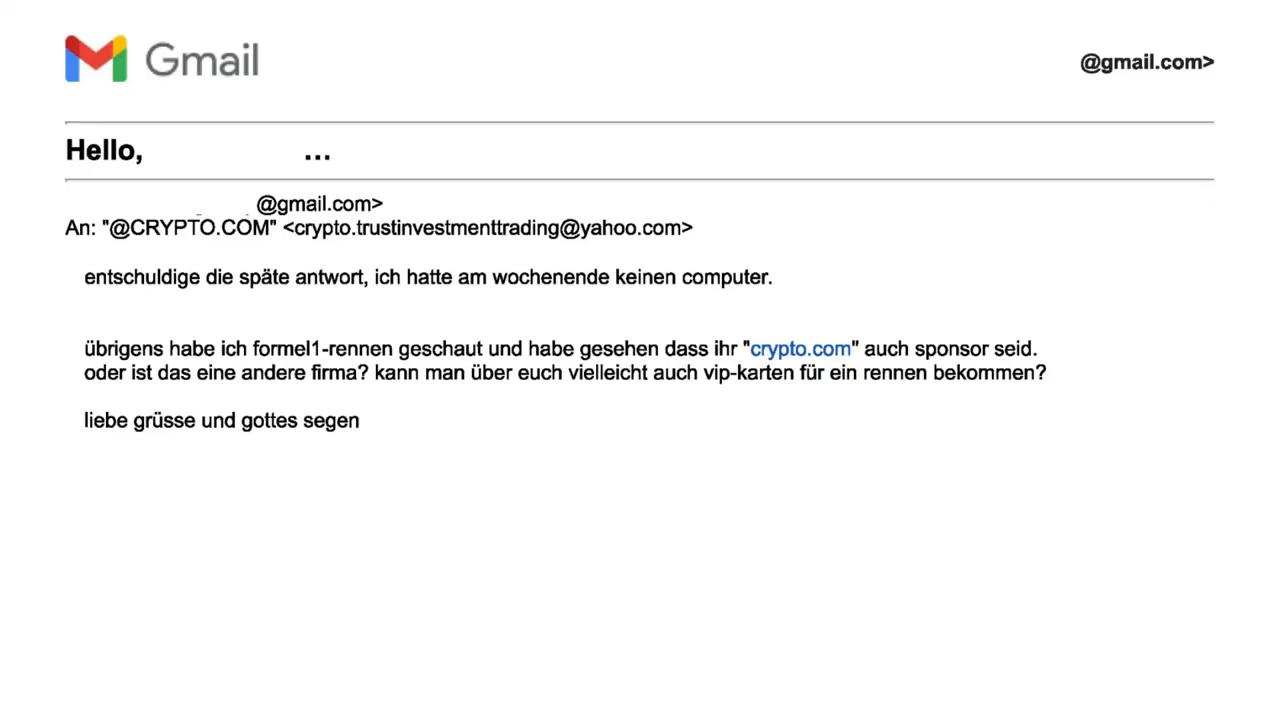 Gmail
@gmail.com>
Hello, ...
@gmail.com>
An: "@CRYPTO.COM" <crypto.trustinvestmenttrading@yahoo.com>
entschuldige die späte antwort, ich hatte am wochenende keinen computer.
übrigens habe ich formel1-rennen geschaut und habe gesehen dass ihr "crypto.com" auch sponsor seid.
oder ist das eine andere firma? kann man über euch vielleicht auch vip-karten für ein rennen bekommen?
liebe grüsse und gottes segen